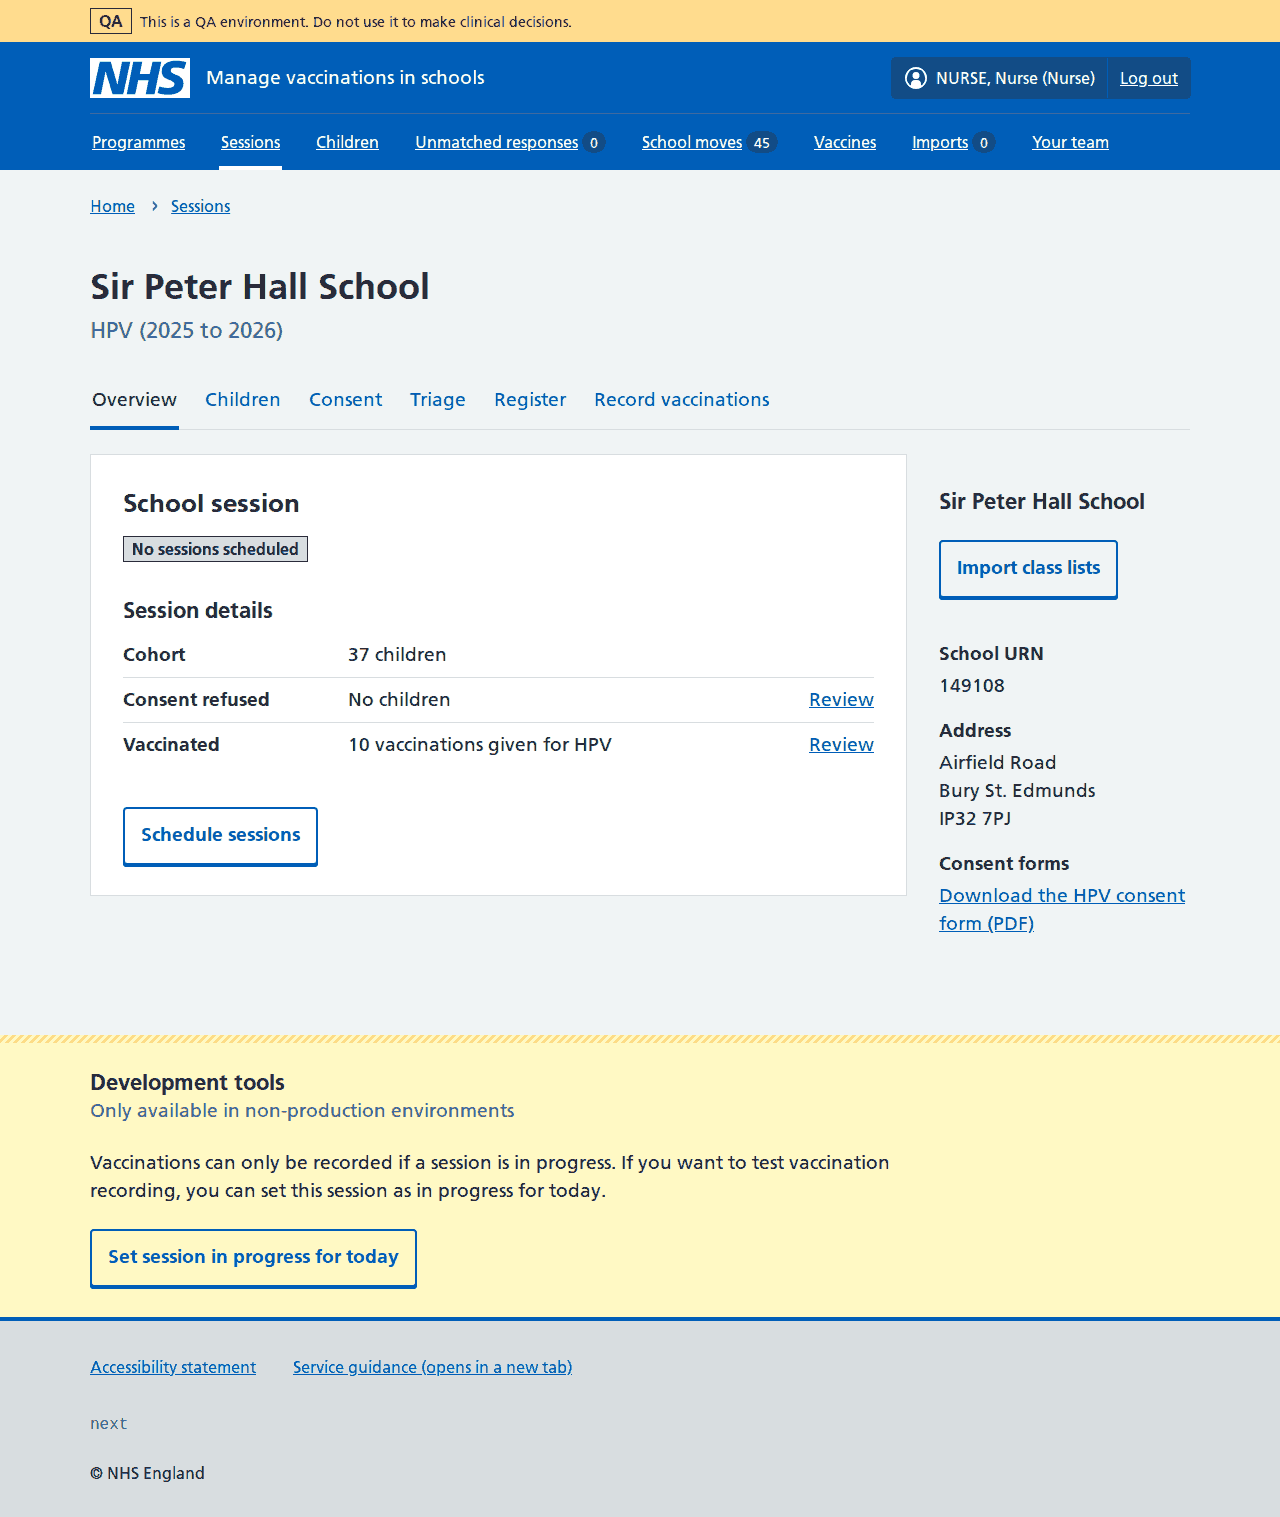 QA This is a QA environment. Do not use it to make clinical decisions.
NHS Manage vaccinations in schools NURSE, Nurse (Nurse) Log out
Programmes Sessions Children Unmatched responses 0 School moves 45 Vaccines Imports 0 Your team
Home › Sessions
Sir Peter Hall School
HPV (2025 to 2026)
Overview Children Consent Triage Register Record vaccinations
School session
No sessions scheduled
Session details
Cohort 37 children
Consent refused No children Review
Vaccinated 10 vaccinations given for HPV Review
Schedule sessions
Sir Peter Hall School
Import class lists
School URN
149108
Address
Airfield Road
Bury St. Edmunds
IP32 7PJ
Consent forms
Download the HPV consent
form (PDF)
Development tools
Only available in non-production environments
Vaccinations can only be recorded if a session is in progress. If you want to test vaccination
recording, you can set this session as in progress for today.
Set session in progress for today
Accessibility statement Service guidance (opens in a new tab)
next
© NHS England